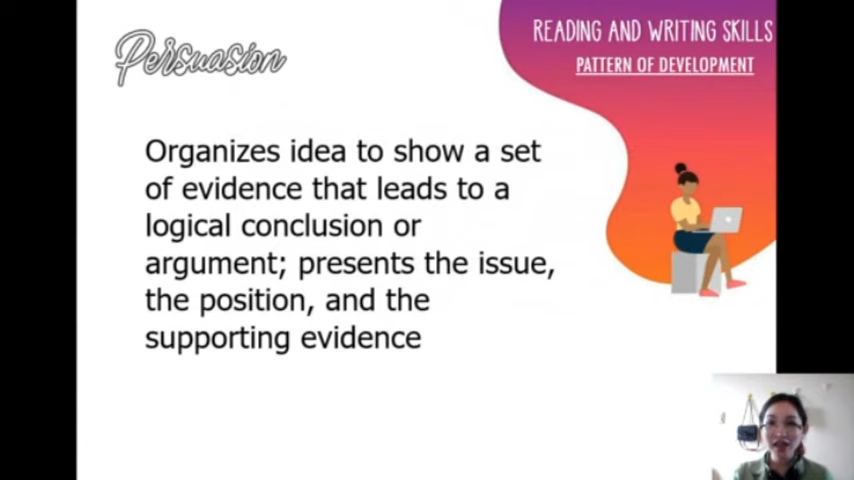 Persuasion
READING AND WRITING SKILLS
PATTERN OF DEVELOPMENT
Organizes idea to show a set
of evidence that leads to a
logical conclusion or
argument; presents the issue,
the position, and the
supporting evidence